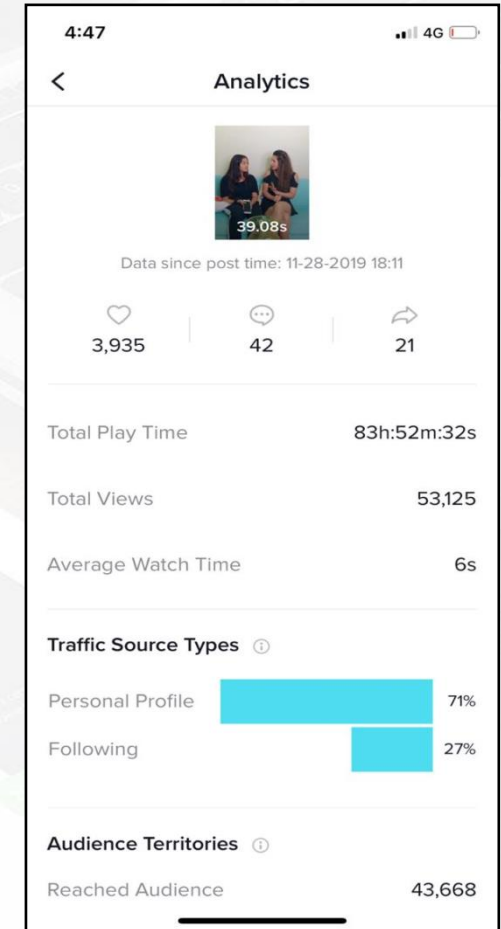 4:47
4G
Analytics
39.08s
Data since post time: 11-28-2019 18:11
3,935 42 21
Total Play Time 83h:52m:32s
Total Views 53,125
Average Watch Time 6s
Traffic Source Types
Personal Profile 71%
Following 27%
Audience Territories
Reached Audience 43,668